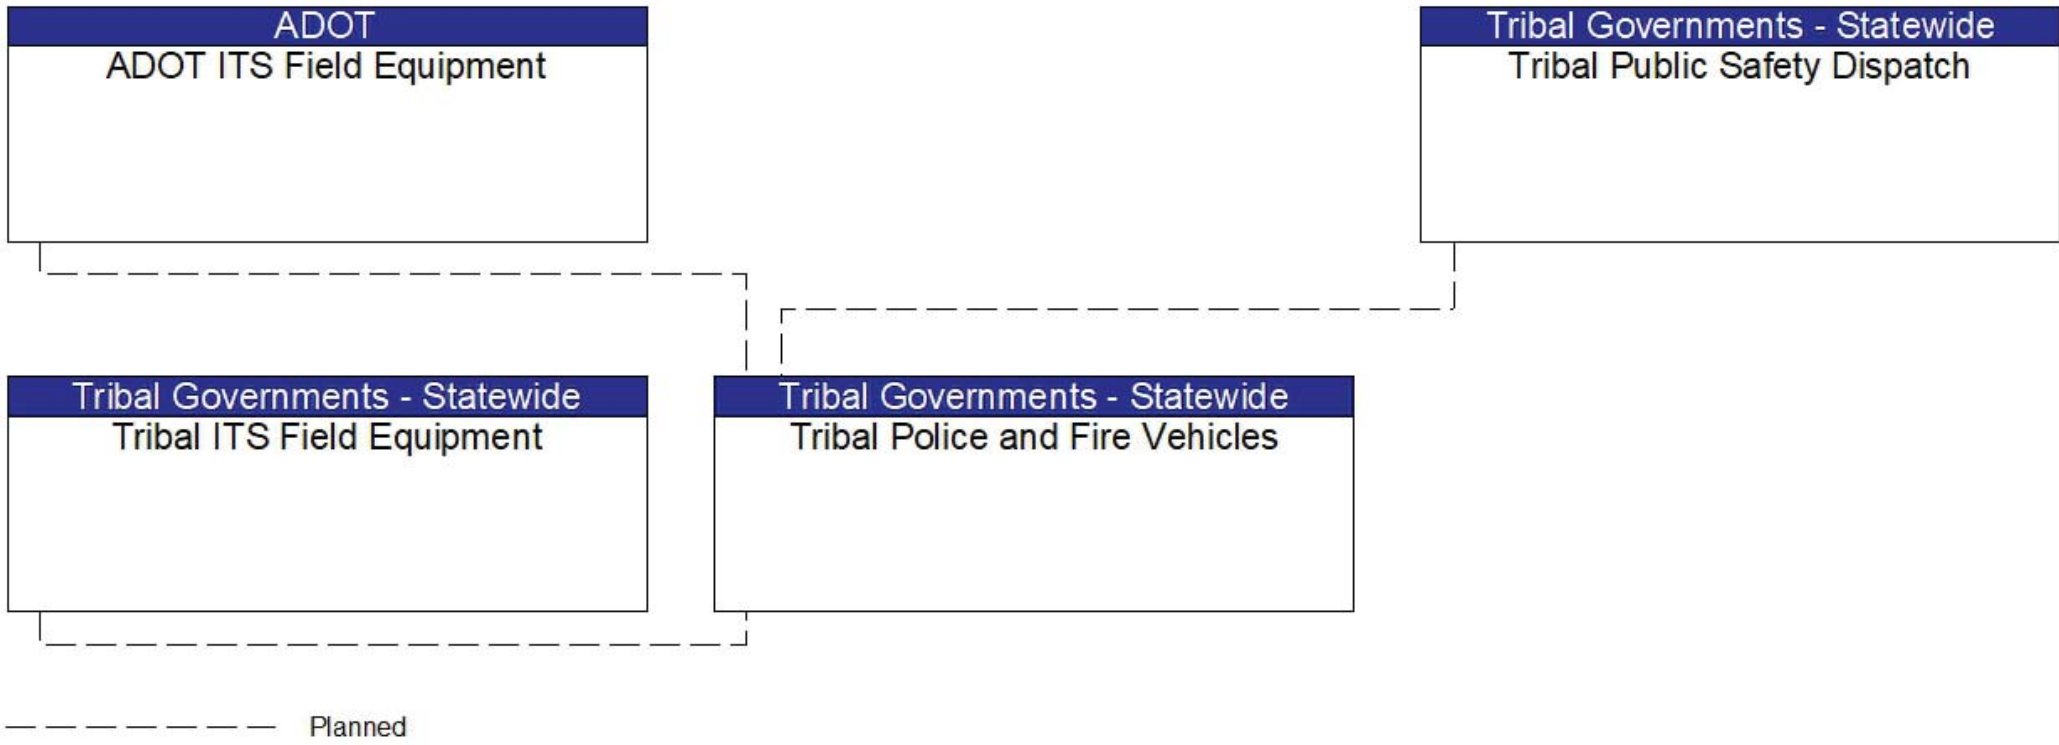 ADOT
ADOT ITS Field Equipment
Tribal Governments - Statewide
Tribal Public Safety Dispatch
Tribal Governments - Statewide
Tribal ITS Field Equipment
Tribal Governments - Statewide
Tribal Police and Fire Vehicles
Planned